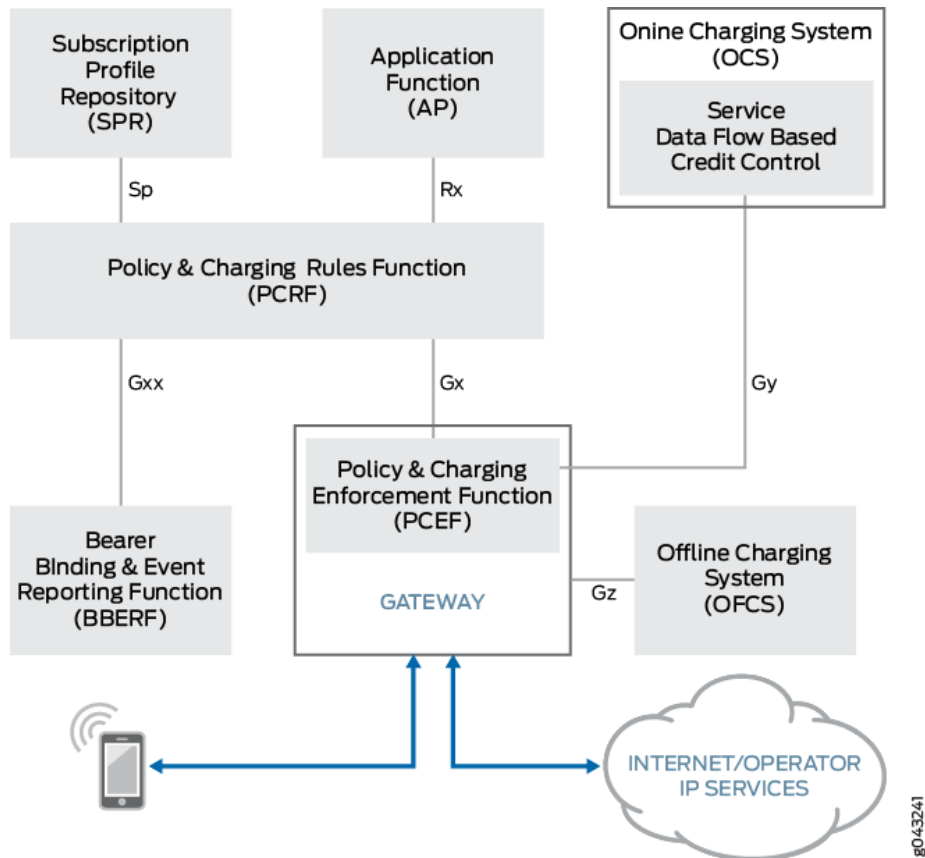 Subscription
Profile
Repository
(SPR)
Application
Function
(AP)
Onine Charging System
(OCS)
Service
Data Flow Based
Credit Control
Sp
Rx
Policy & Charging Rules Function
(PCRF)
Gxx
Gx
Gy
Policy & Charging
Enforcement Function
(PCEF)
GATEWAY
Bearer
BInding & Event
Reporting Function
(BBERF)
Gz
Offline Charging
System
(OFCS)
INTERNET/OPERATOR
IP SERVICES
g043241